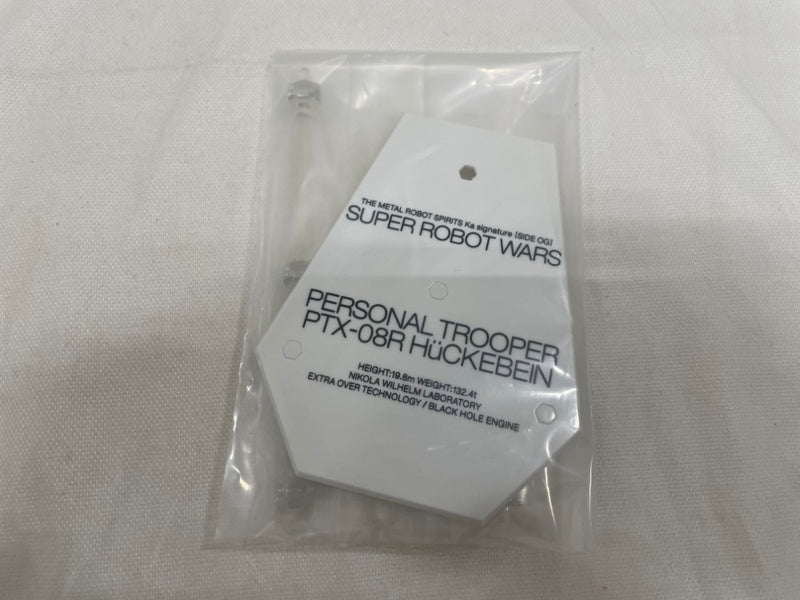 THE METAL ROBOT SPIRITS Ka signature [SIDE OG]
SUPER ROBOT WARS
PERSONAL TROOPER
PTX-08R HüCKEBEIN
HEIGHT:19.8m WEIGHT:132.4t
NIKOLA WILHELM LABORATORY
EXTRA OVER TECHNOLOGY / BLACK HOLE ENGINE